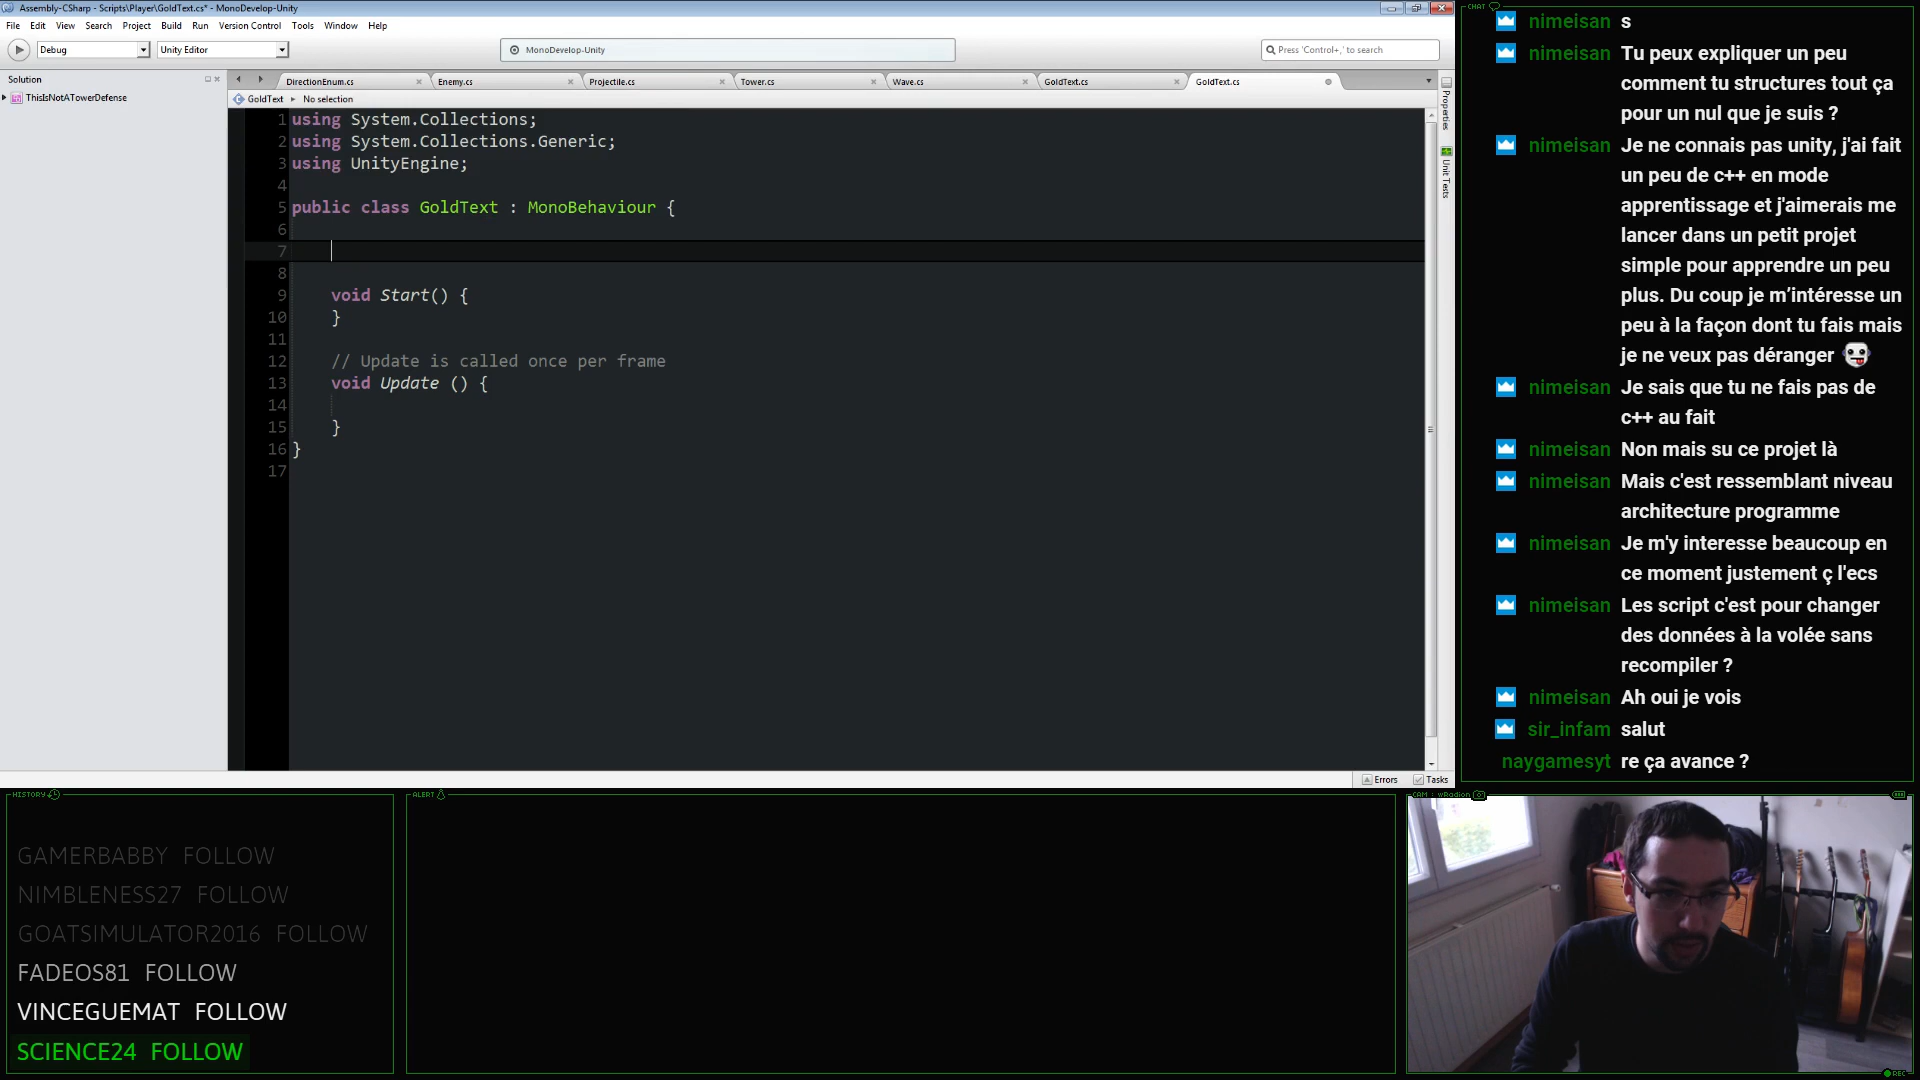 Assembly-CSharp - Scripts\Player\GoldText.cs* - MonoDevelop-Unity
File Edit View Search Project Build Run Version Control Tools Window Help
Debug Unity Editor MonoDevelop-Unity Press 'Control+,' to search
Solution
ThisIsNotATowerDefense
DirectionEnum.cs Enemy.cs Projectile.cs Tower.cs Wave.cs GoldText.cs GoldText.cs
GoldText No selection
1 using System.Collections;
2 using System.Collections.Generic;
3 using UnityEngine;
4
5 public class GoldText : MonoBehaviour {
6
7
8
9 void Start() {
10 }
11
12 // Update is called once per frame
13 void Update () {
14
15 }
16 }
17
Properties
Unit Tests
Errors Tasks
CHAT
nimeisan s
nimeisan Tu peux expliquer un peu
comment tu structures tout ça
pour un nul que je suis ?
nimeisan Je ne connais pas unity, j'ai fait
un peu de c++ en mode
apprentissage et j'aimerais me
lancer dans un petit projet
simple pour apprendre un peu
plus. Du coup je m’intéresse un
peu à la façon dont tu fais mais
je ne veux pas déranger
nimeisan Je sais que tu ne fais pas de
c++ au fait
nimeisan Non mais su ce projet là
nimeisan Mais c'est ressemblant niveau
architecture programme
nimeisan Je m'y interesse beaucoup en
ce moment justement ç l'ecs
nimeisan Les script c'est pour changer
des données à la volée sans
recompiler ?
nimeisan Ah oui je vois
sir_infam salut
naygamesyt re ça avance ?
HISTORY
GAMERBABBY FOLLOW
NIMBLENESS27 FOLLOW
GOATSIMULATOR2016 FOLLOW
FADEOS81 FOLLOW
VINCEGUEMAT FOLLOW
SCIENCE24 FOLLOW
ALERT
CAM : wRadion
REC